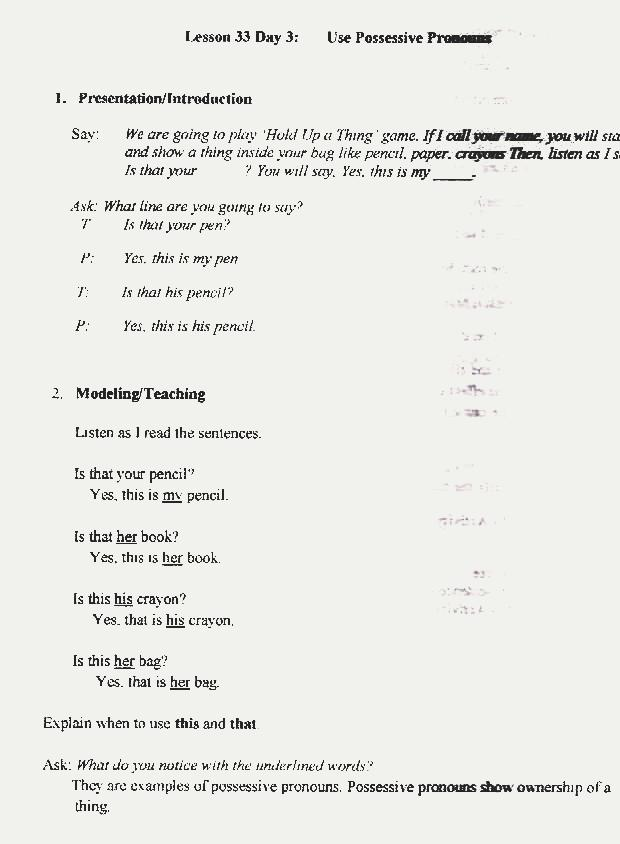 Lesson 33 Day 3: Use Possessive Pronouns
1. Presentation/Introduction
Say: We are going to play 'Hold Up a Thing' game. If I call your name, you will
and show a thing inside your bag like pencil, paper, crayons Then, listen as I
Is that your ? You will say, Yes, this is my _____.
Ask: What line are you going to say?
T Is that your pen?
P: Yes, this is my pen
T: Is that his pencil?
P: Yes, this is his pencil.
2. Modeling/Teaching
Listen as I read the sentences.
Is that your pencil?
Yes, this is my pencil.
Is that her book?
Yes, this is her book.
Is this his crayon?
Yes, that is his crayon.
Is this her bag?
Yes, that is her bag.
Explain when to use this and that
Ask: What do you notice with the underlined words?
They are examples of possessive pronouns. Possessive pronouns show ownership of a
thing.